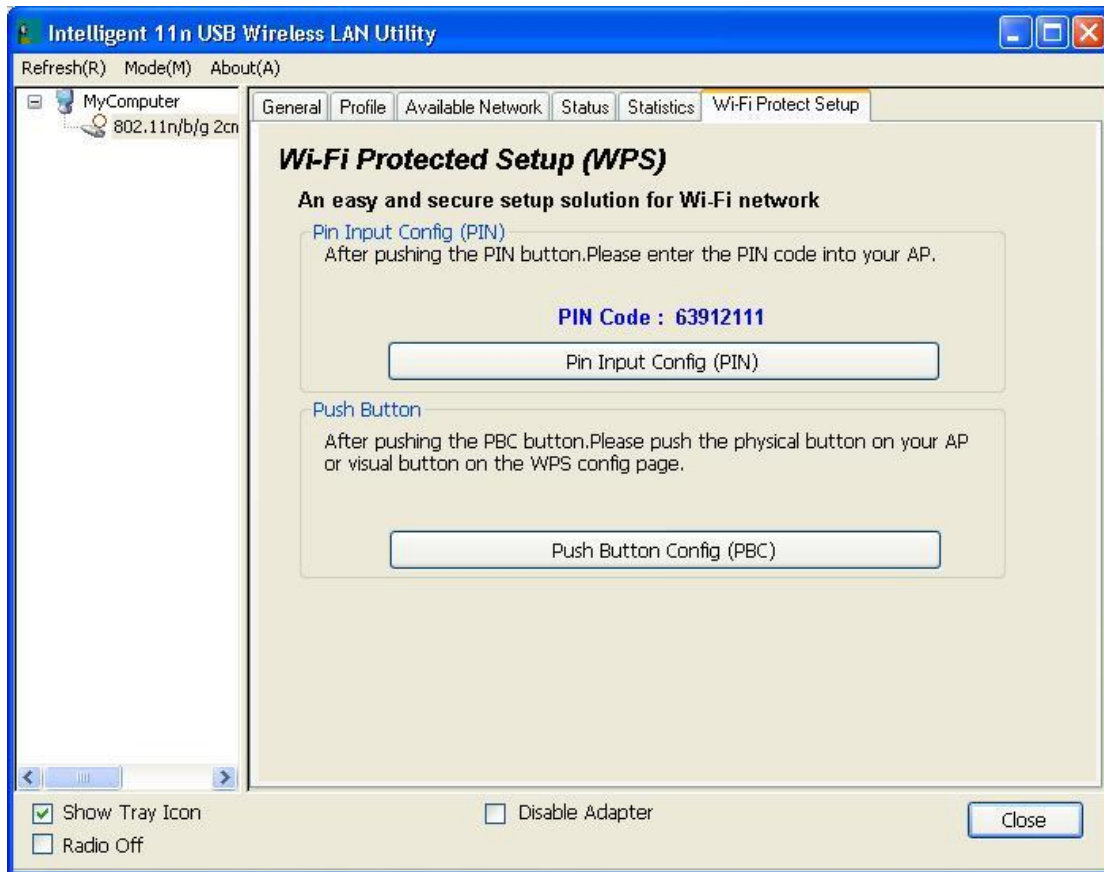 Intelligent 11n USB Wireless LAN Utility
Refresh(R) Mode(M) About(A)
MyComputer
802.11n/b/g 2cn
General Profile Available Network Status Statistics Wi-Fi Protect Setup
Wi-Fi Protected Setup (WPS)
An easy and secure setup solution for Wi-Fi network
Pin Input Config (PIN)
After pushing the PIN button.Please enter the PIN code into your AP.
PIN Code : 63912111
Pin Input Config (PIN)
Push Button
After pushing the PBC button.Please push the physical button on your AP
or visual button on the WPS config page.
Push Button Config (PBC)
Show Tray Icon
Disable Adapter
Radio Off
Close